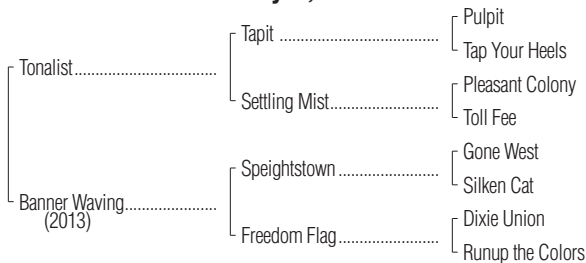 Pulpit
Tapit ................................................
Tap Your Heels
Tonalist...........................................
Pleasant Colony
Settling Mist.................................
Toll Fee
Gone West
Speightstown ..............................
Silken Cat
Banner Waving...........................
(2013)
Dixie Union
Freedom Flag..............................
Runup the Colors